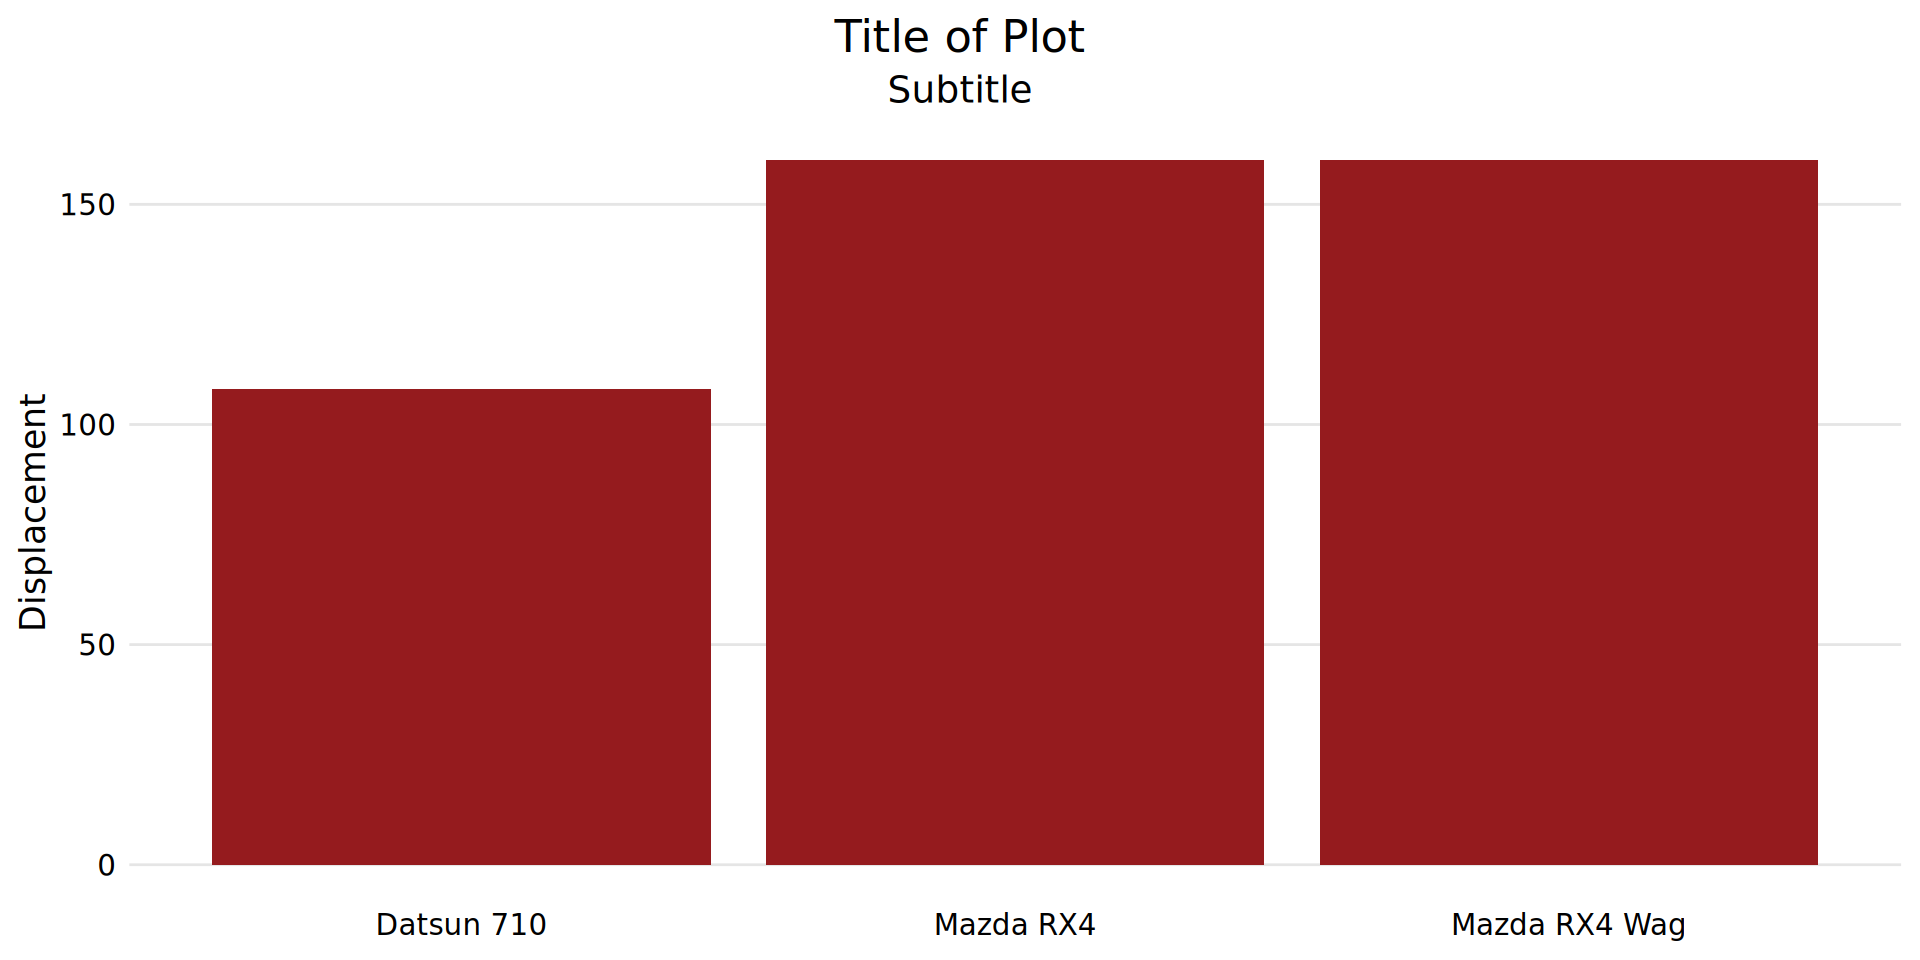 Title of Plot
Subtitle
Displacement
150
100
50
0
Datsun 710
Mazda RX4
Mazda RX4 Wag